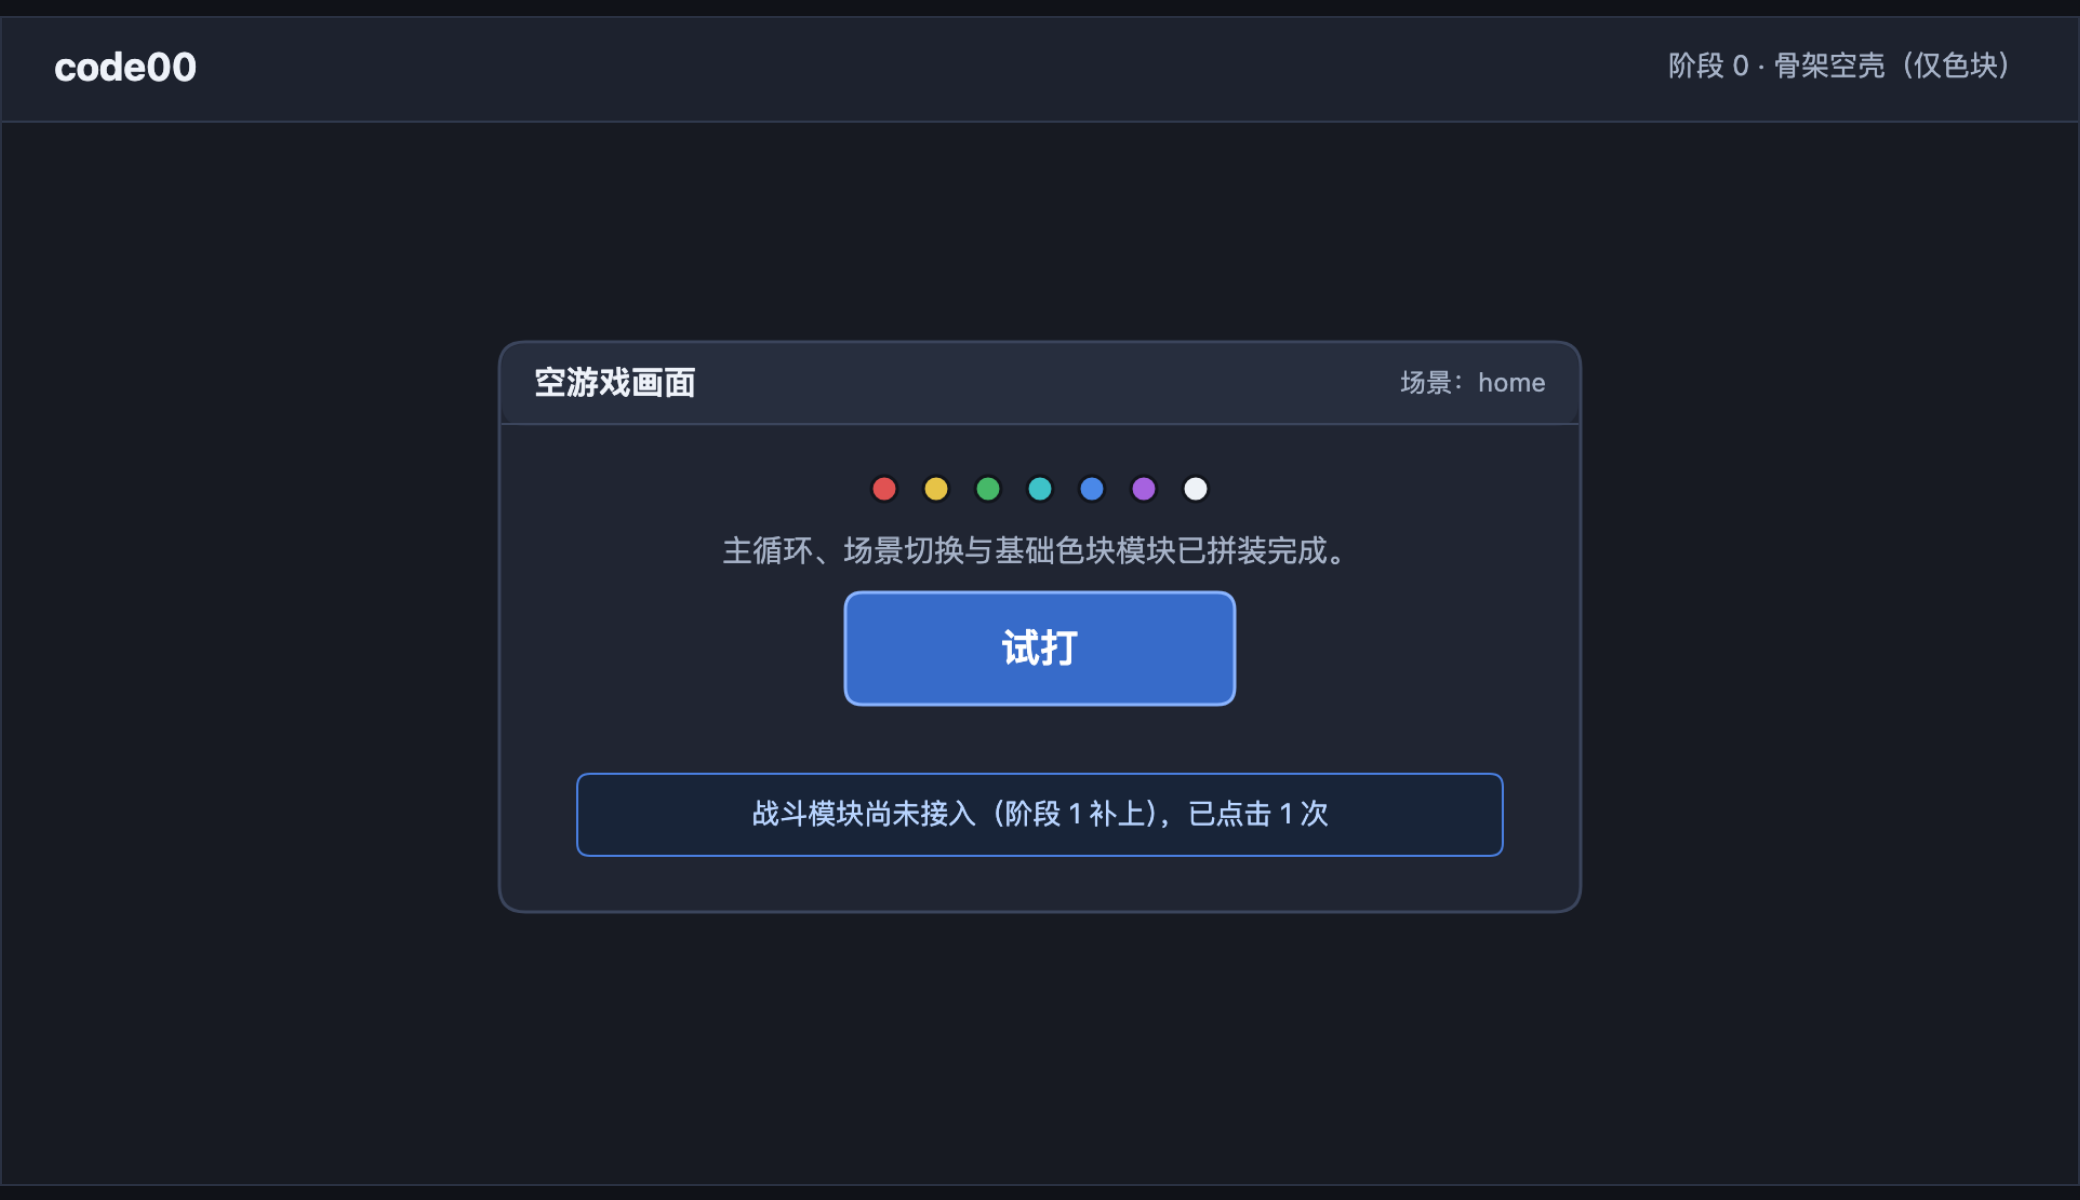 code00
阶段 0 · 骨架空壳（仅色块）
空游戏画面
场景：home
主循环、场景切换与基础色块模块已拼装完成。
试打
战斗模块尚未接入（阶段 1 补上），已点击 1 次